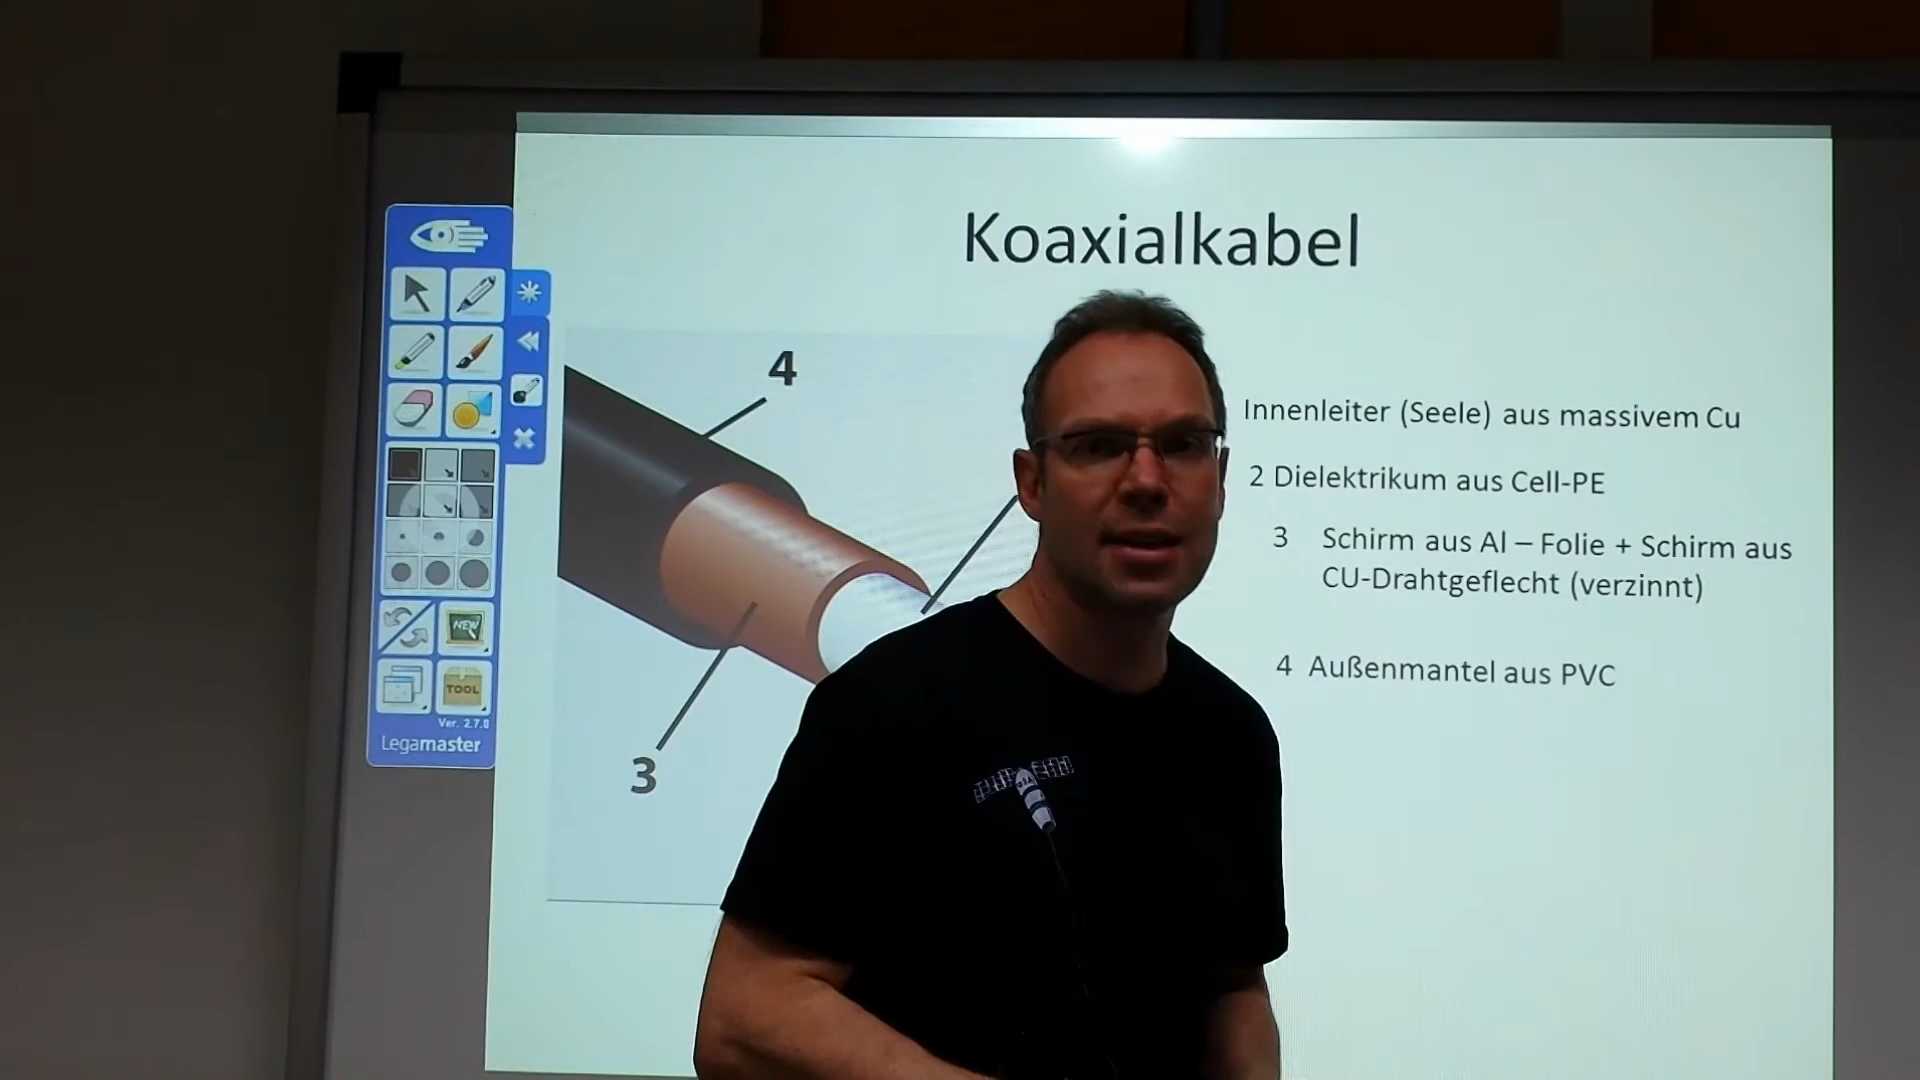 Koaxialkabel
4
Innenleiter (Seele) aus massivem Cu
2 Dielektrikum aus Cell-PE
3 Schirm aus Al – Folie + Schirm aus
CU-Drahtgeflecht (verzinnt)
4 Außenmantel aus PVC
3
NEW
TOOL
Ver. 2.7.0
Legamaster